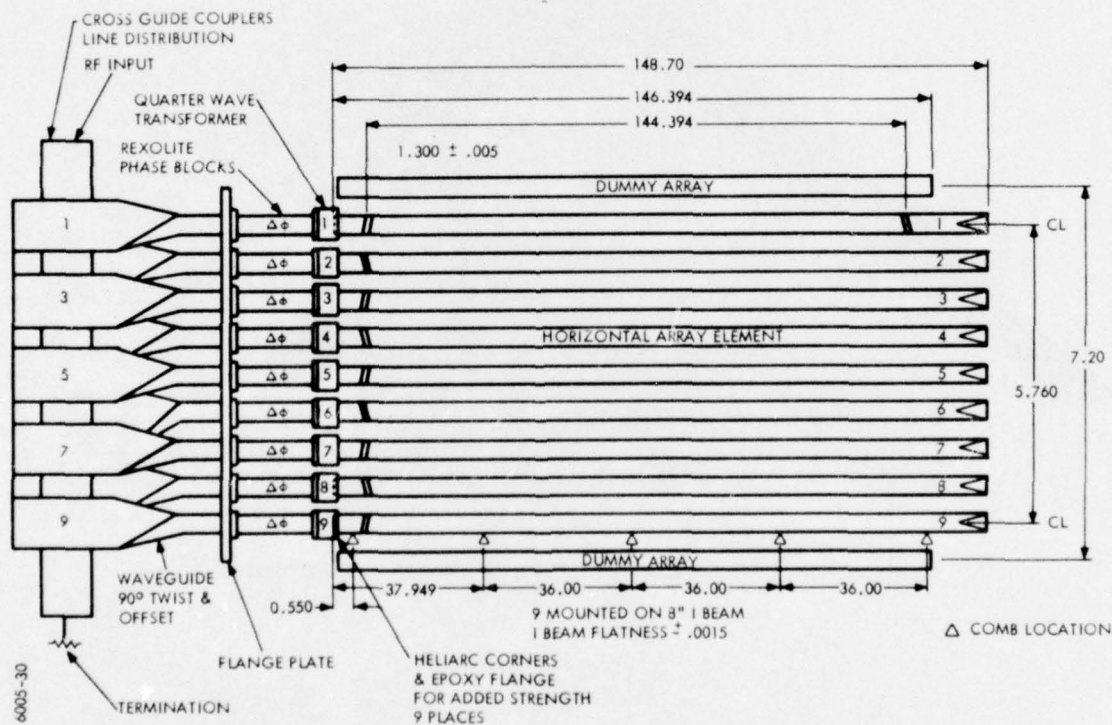 CROSS GUIDE COUPLERS
LINE DISTRIBUTION
RF INPUT
QUARTER WAVE
TRANSFORMER
REXOLITE
PHASE BLOCKS
148.70
146.394
144.394
1.300 ± .005
DUMMY ARRAY
1 Δϕ 1 1 CL
Δϕ 2 2
3 Δϕ 3 3
Δϕ 4 HORIZONTAL ARRAY ELEMENT 4
5 Δϕ 5 5
Δϕ 6 6
7 Δϕ 7 7
Δϕ 8 8
9 Δϕ 9 9 CL
5.760
7.20
DUMMY ARRAY
WAVEGUIDE
90° TWIST &
OFFSET
0.550
37.949 36.00 36.00 36.00
9 MOUNTED ON 8" I BEAM
I BEAM FLATNESS ± .0015
Δ COMB LOCATION
FLANGE PLATE
HELIARC CORNERS
& EPOXY FLANGE
FOR ADDED STRENGTH
9 PLACES
TERMINATION
6005-30